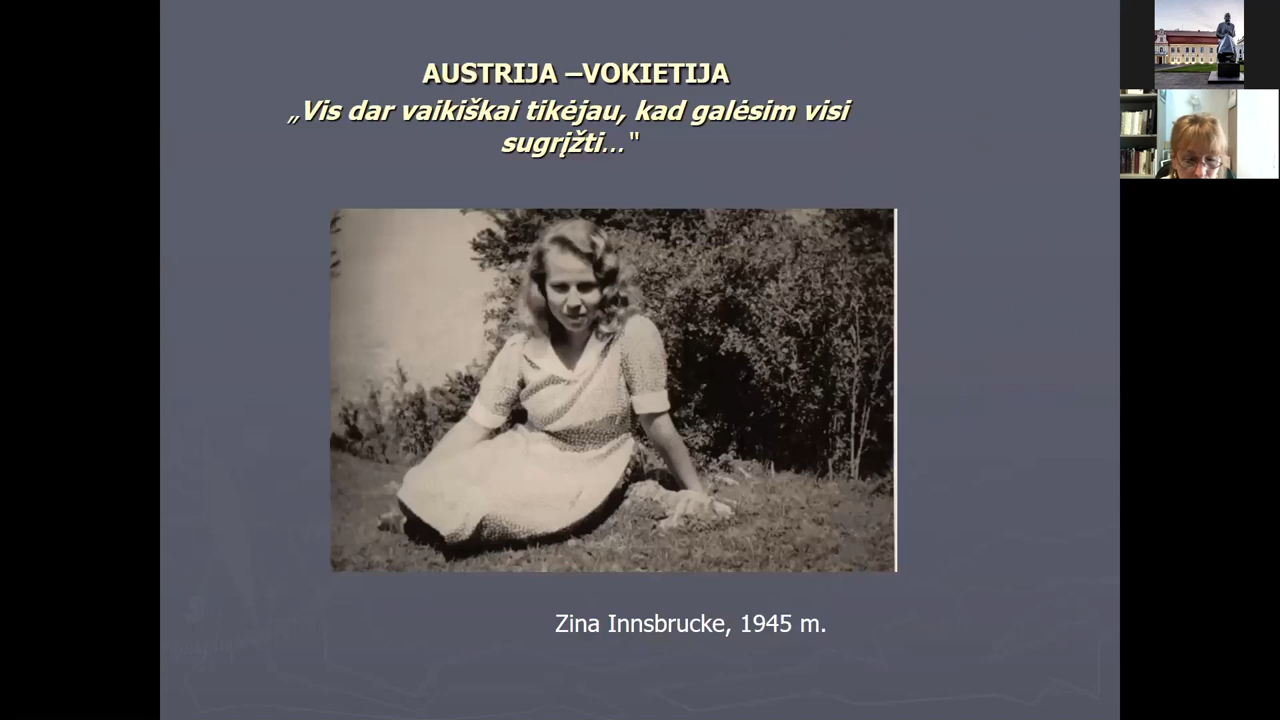 AUSTRIJA –VOKIETIJA
„Vis dar vaikiškai tikėjau, kad galėsim visi
sugrįžti…“
Zina Innsbrucke, 1945 m.